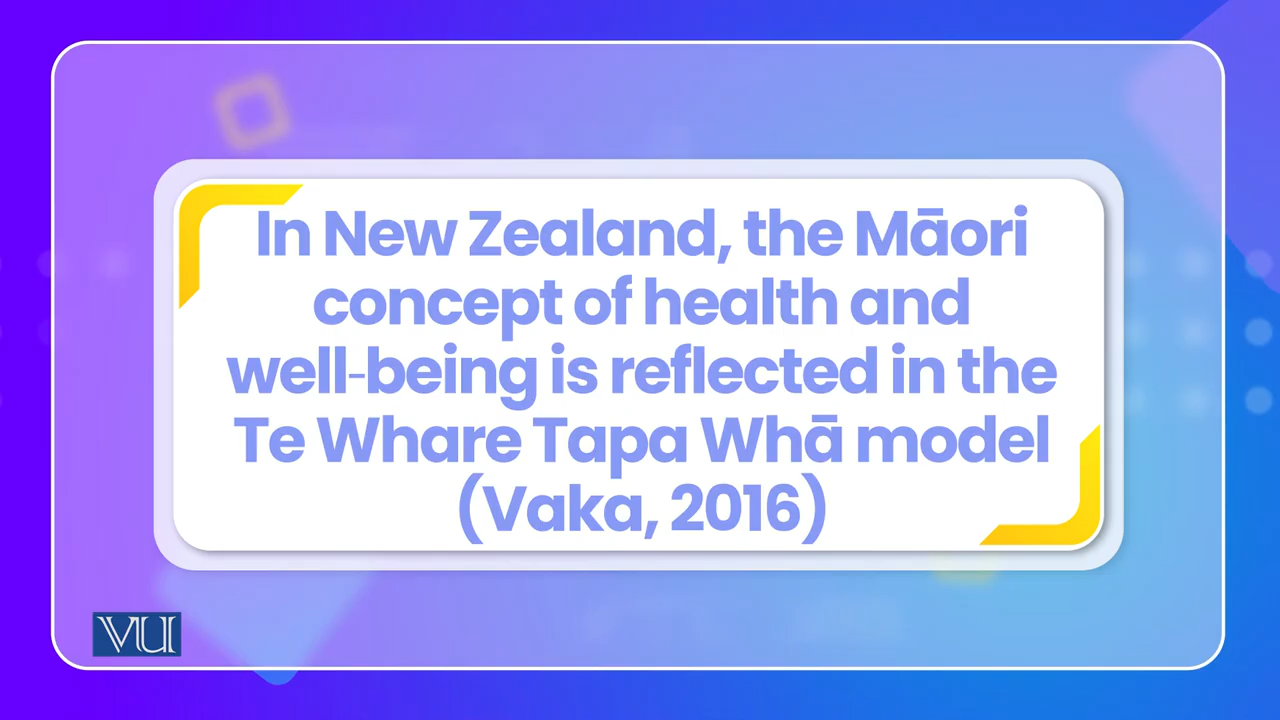 In New Zealand, the Māori
concept of health and
well-being is reflected in the
Te Whare Tapa Whā model
(Vaka, 2016)
VU